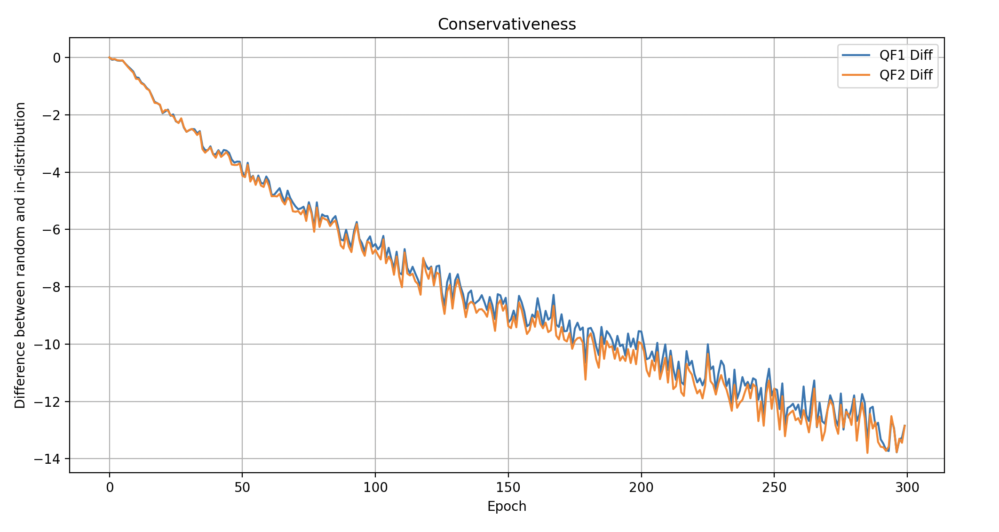 Conservativeness
QF1 Diff
QF2 Diff
Difference between random and in-distribution
0
−2
−4
−6
−8
−10
−12
−14
0 50 100 150 200 250 300
Epoch